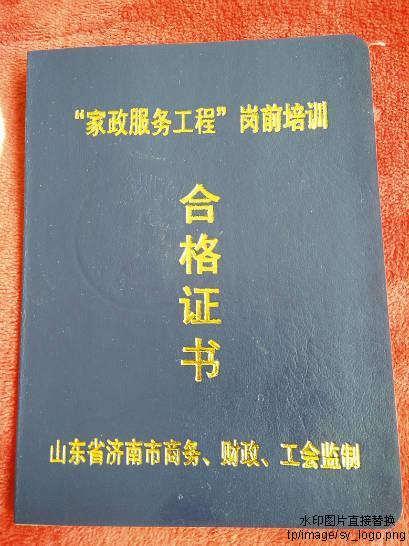 “家政服务工程”岗前培训
合
格
证
书
山东省济南市商务、财政、工会监制
水印图片直接替换
tp/image/sy_logo.png